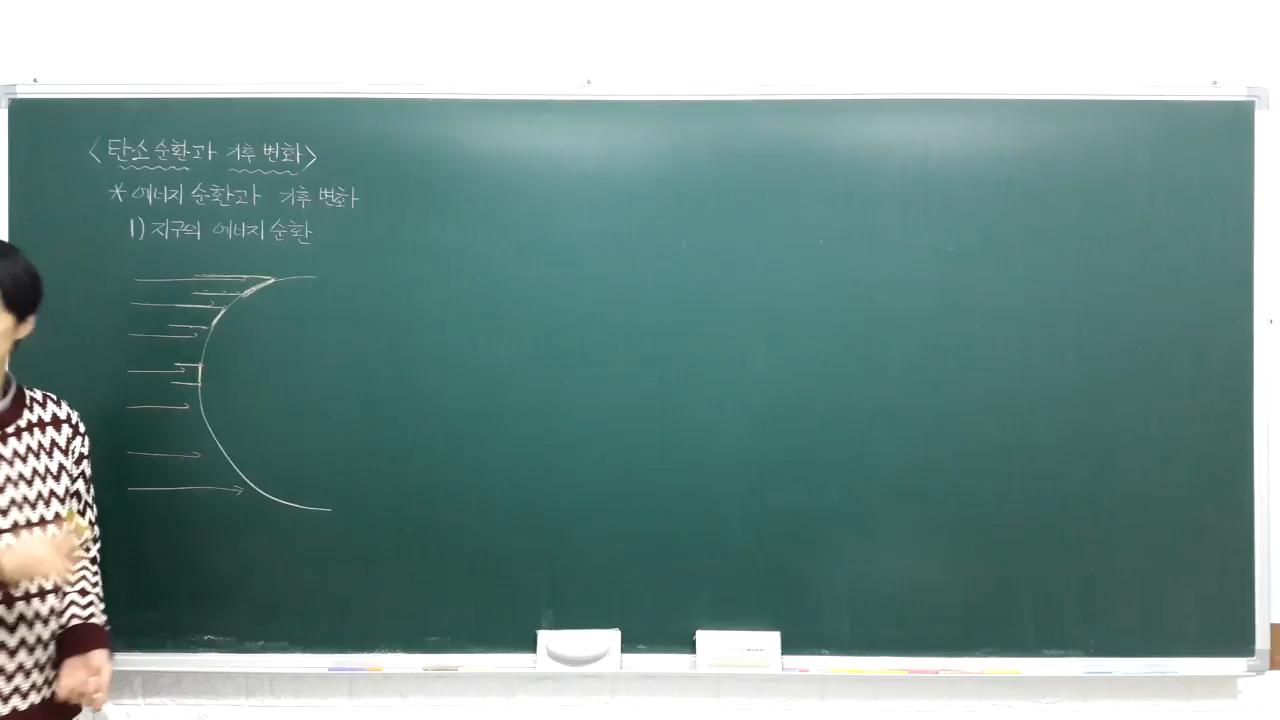 <탄소 순환과 기후 변화>
* 에너지 순환과 기후 변화
1) 지구의 에너지 순환